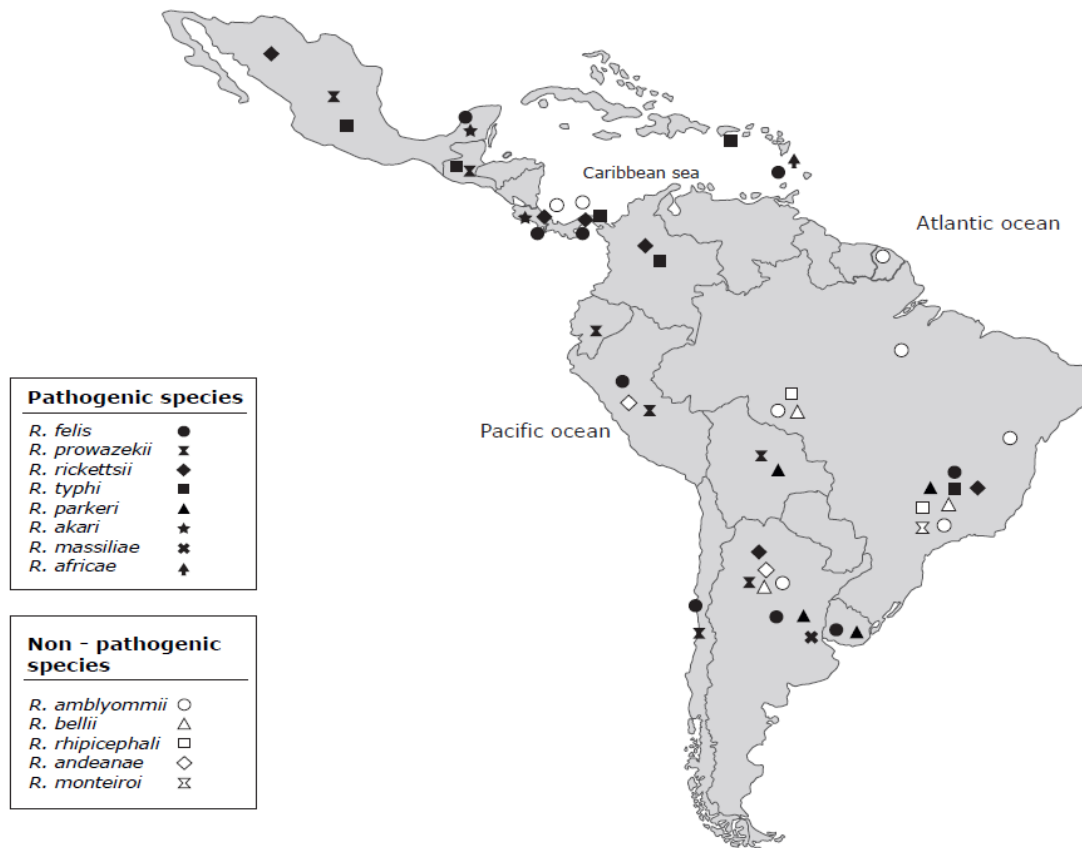 Caribbean sea
Atlantic ocean
Pacific ocean
Pathogenic species
R. felis
R. prowazekii
R. rickettsii
R. typhi
R. parkeri
R. akari
R. massiliae
R. africae
Non - pathogenic
species
R. amblyommii
R. bellii
R. rhipicephali
R. andeanae
R. monteiroi